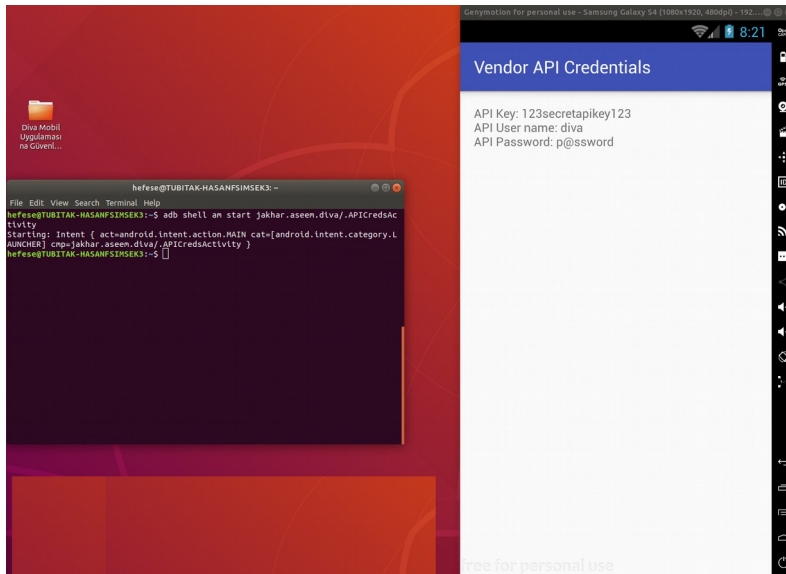 Genymotion for personal use - Samsung Galaxy S4 (1080x1920, 480dpi) - 192....
8:21
Vendor API Credentials
API Key: 123secretapikey123
API User name: diva
API Password: p@ssword
Diva Mobil
Uygulaması
na Güvenl...
hefese@TUBITAK-HASANFSIMSEK3: ~
File Edit View Search Terminal Help
hefese@TUBITAK-HASANFSIMSEK3:~$ adb shell am start jakhar.aseem.diva/.APICredsAc
tivity
Starting: Intent { act=android.intent.action.MAIN cat=[android.intent.category.L
AUNCHER] cmp=jakhar.aseem.diva/.APICredsActivity }
hefese@TUBITAK-HASANFSIMSEK3:~$
GPS
ID
free for personal use